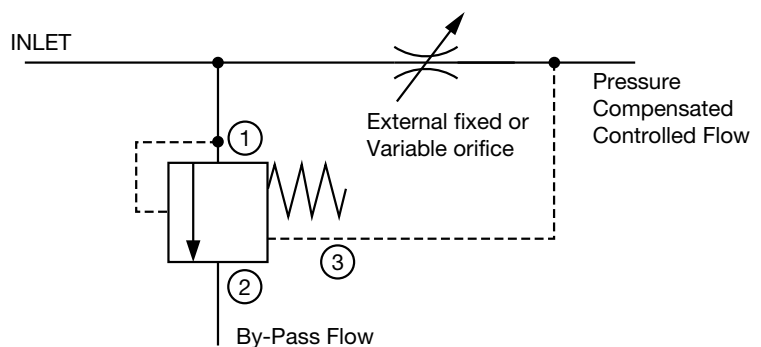 INLET
Pressure
Compensated
Controlled Flow
External fixed or
Variable orifice
1
3
2
By-Pass Flow